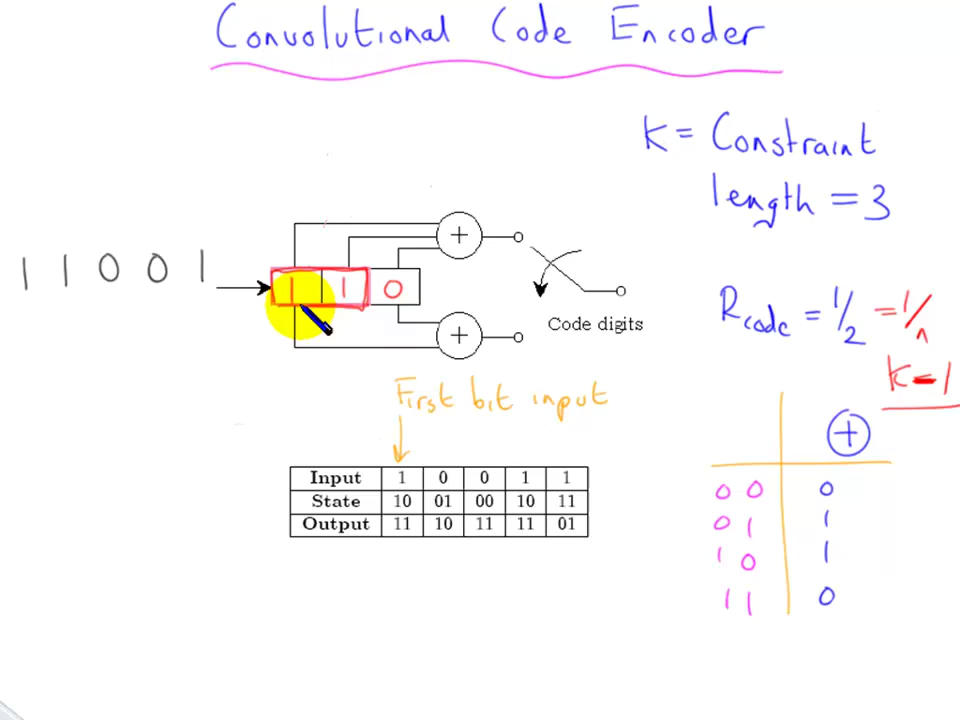 Convolutional Code Encoder
K = Constraint
length = 3
1 1 0 0 1
+
1 1 0
Code digits
+
Rcode = 1/2 = 1/n
k=1
First bit input
+
Input 1 0 0 1 1
State 10 01 00 10 11
Output 11 10 11 11 01
0 0 0
0 1 1
1 0 1
1 1 0